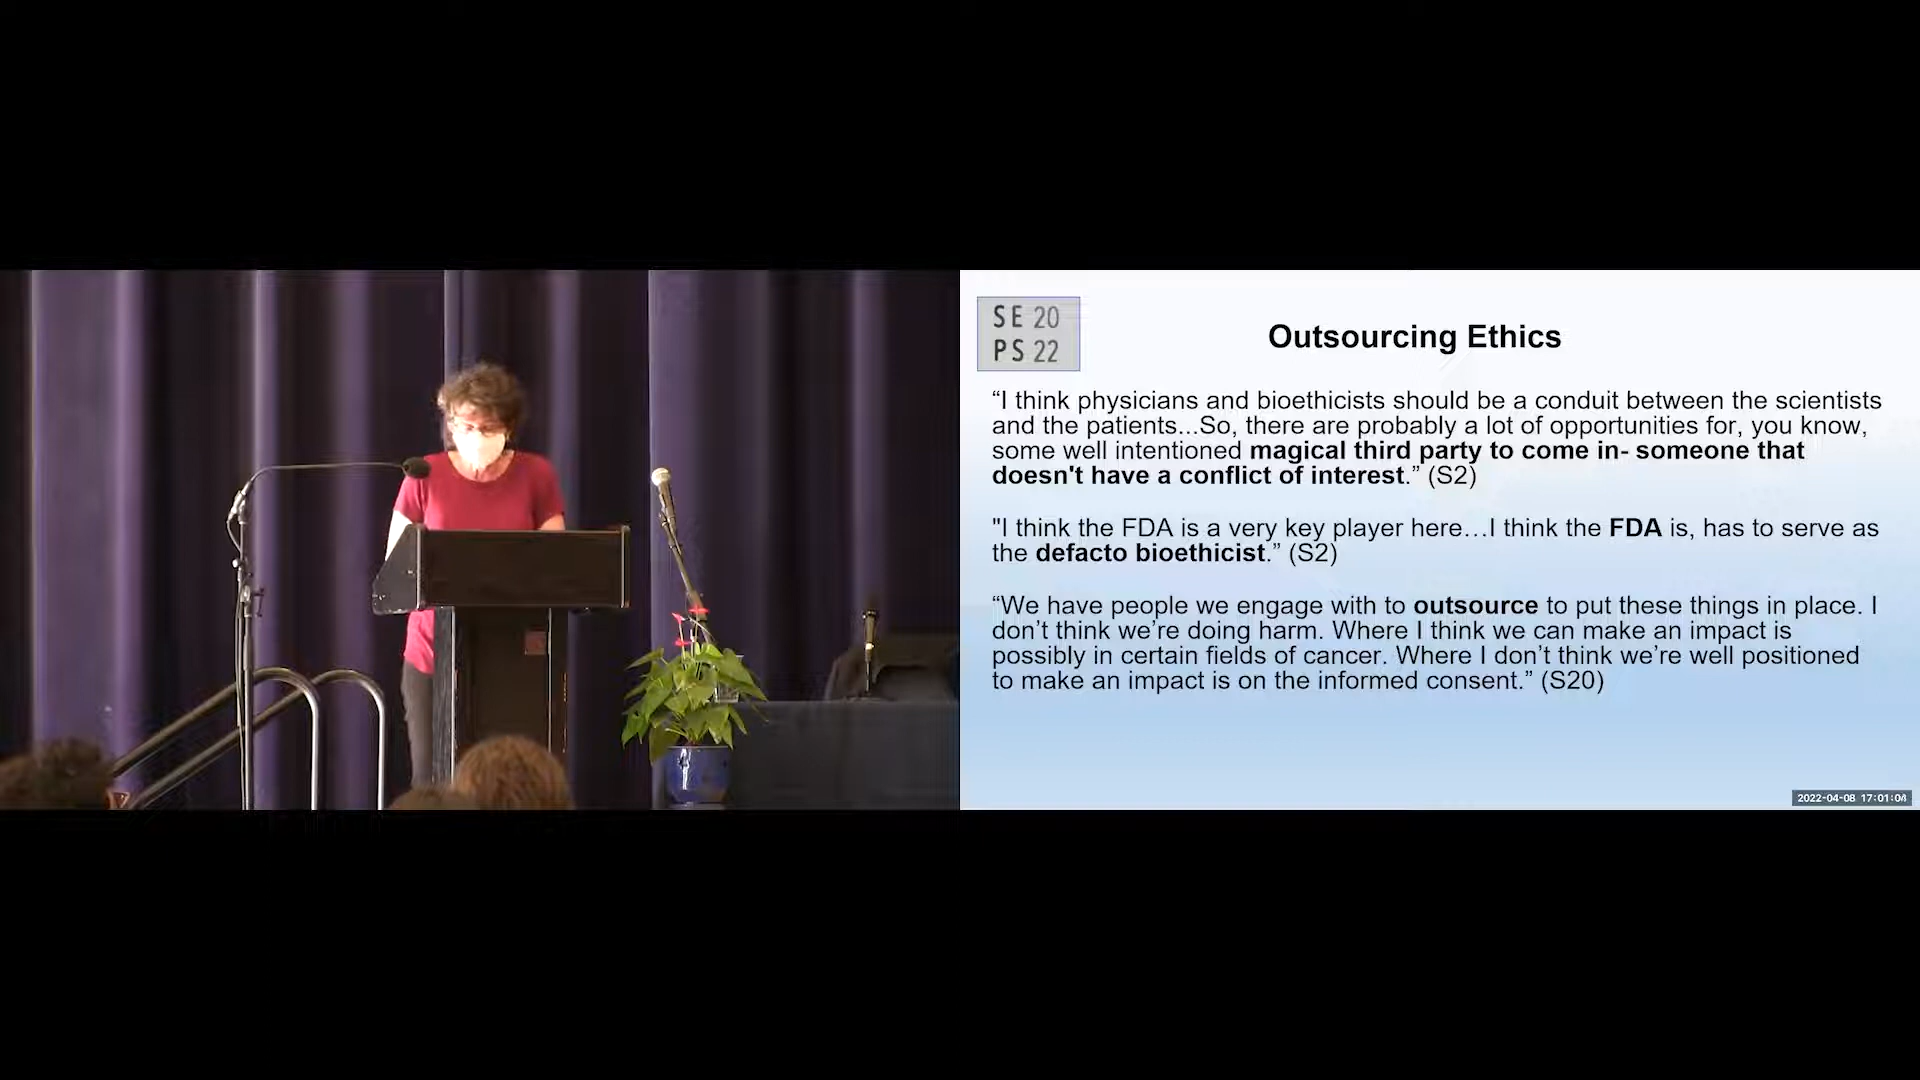 SE 20
PS 22
Outsourcing Ethics
“I think physicians and bioethicists should be a conduit between the scientists
and the patients...So, there are probably a lot of opportunities for, you know,
some well intentioned magical third party to come in- someone that
doesn't have a conflict of interest.” (S2)
"I think the FDA is a very key player here…I think the FDA is, has to serve as
the defacto bioethicist.” (S2)
“We have people we engage with to outsource to put these things in place. I
don’t think we’re doing harm. Where I think we can make an impact is
possibly in certain fields of cancer. Where I don’t think we’re well positioned
to make an impact is on the informed consent.” (S20)
2022-04-08 17:01:04